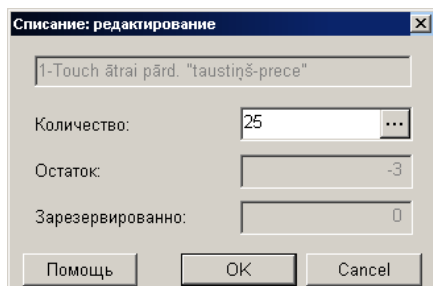 Списание: редактирование
1-Touch ātrai pārd. "taustiņš-prece"
Количество: 25 ...
Остаток: -3
Зарезервированно: 0
Помощь OK Cancel